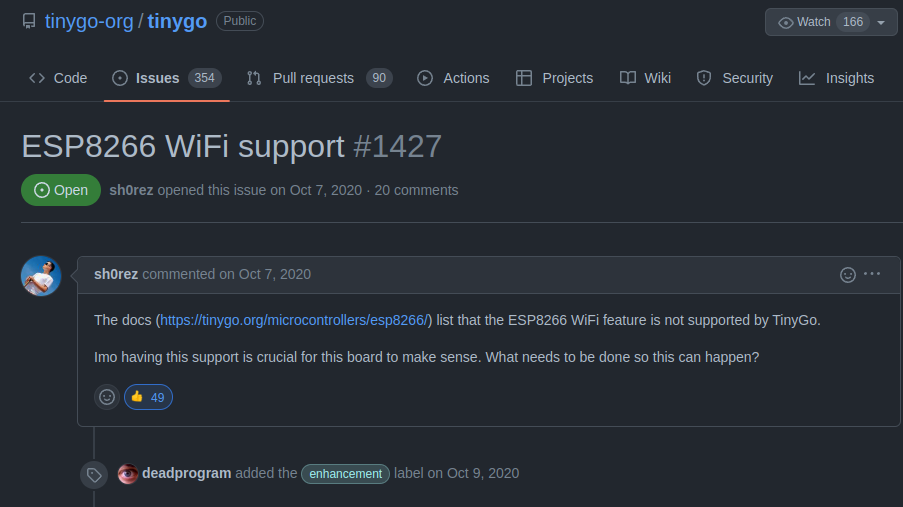 tinygo-org / tinygo Public Watch 166
Code Issues 354 Pull requests 90 Actions Projects Wiki Security Insights
ESP8266 WiFi support #1427
Open sh0rez opened this issue on Oct 7, 2020 · 20 comments
sh0rez commented on Oct 7, 2020
The docs (https://tinygo.org/microcontrollers/esp8266/) list that the ESP8266 WiFi feature is not supported by TinyGo.
Imo having this support is crucial for this board to make sense. What needs to be done so this can happen?
👍 49
deadprogram added the enhancement label on Oct 9, 2020